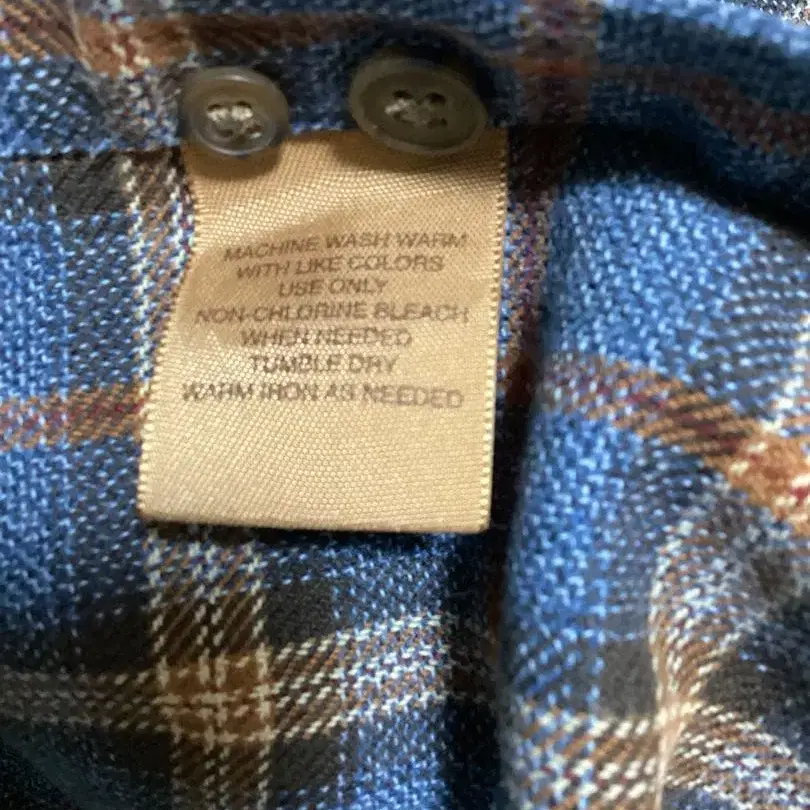 MACHINE WASH WARM
WITH LIKE COLORS
USE ONLY
NON-CHLORINE BLEACH
WHEN NEEDED
TUMBLE DRY
WARM IRON AS NEEDED